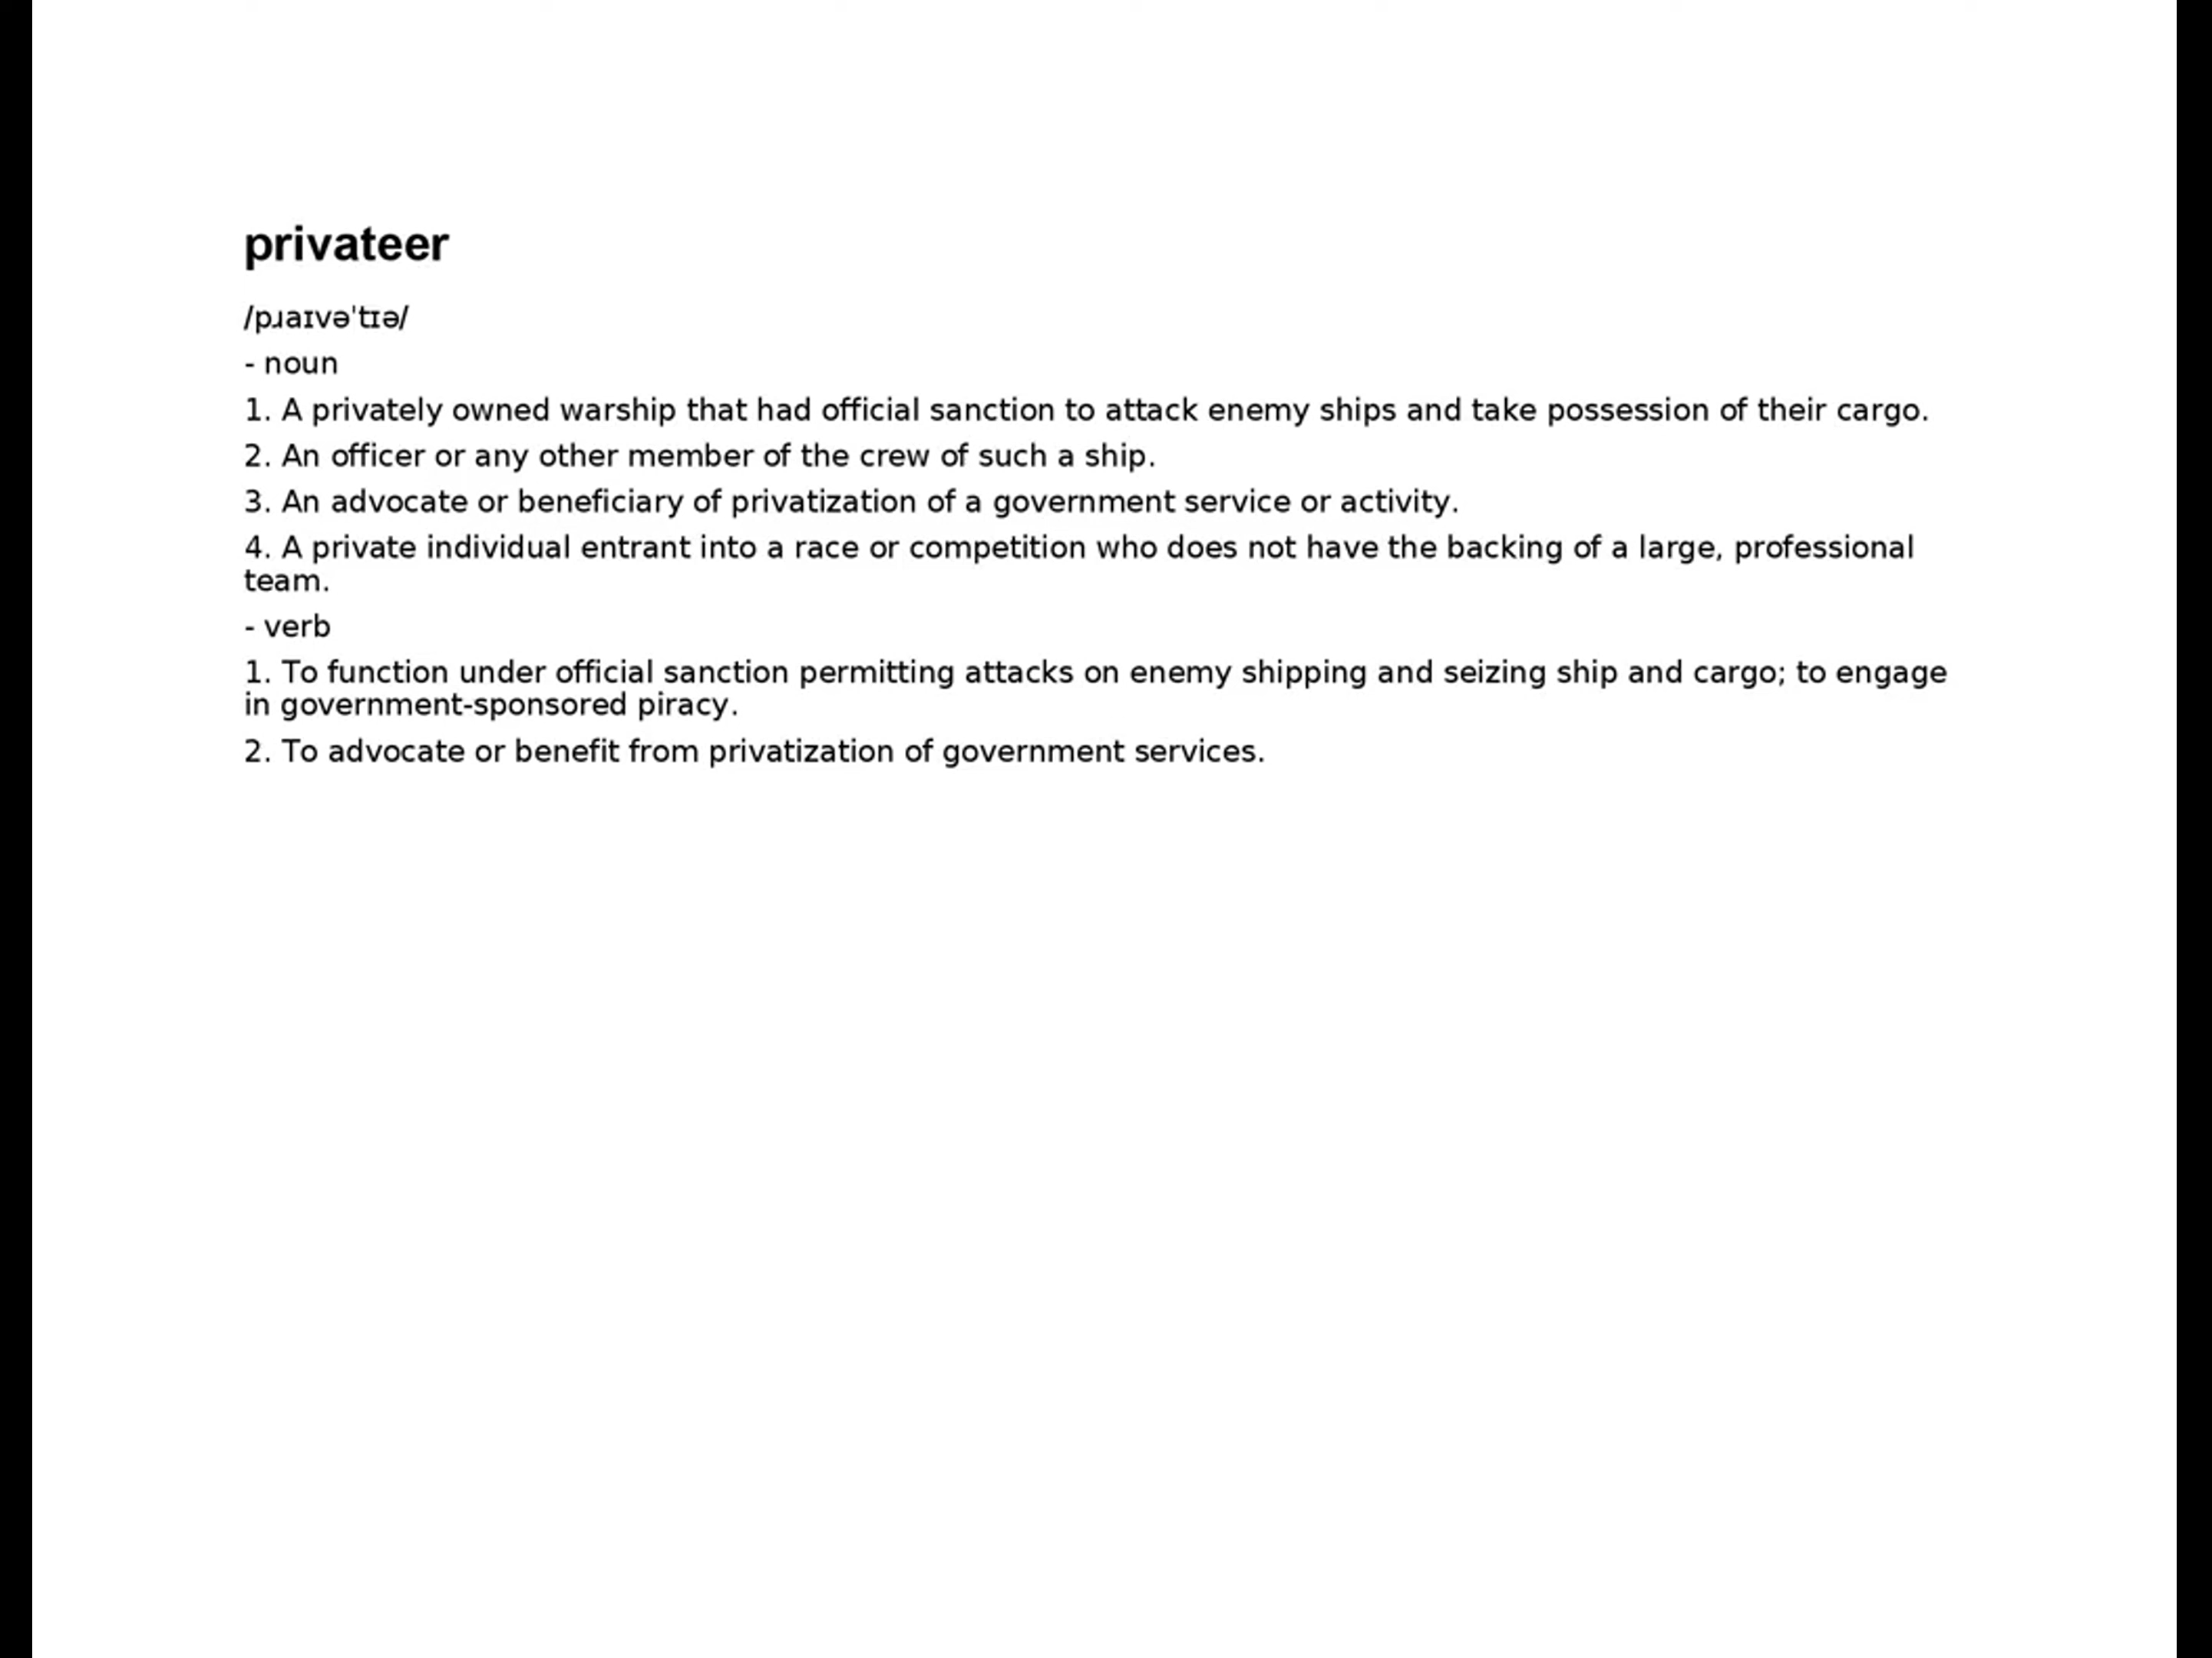 privateer
/pɹaɪvəˈtɪə/
- noun
1. A privately owned warship that had official sanction to attack enemy ships and take possession of their cargo.
2. An officer or any other member of the crew of such a ship.
3. An advocate or beneficiary of privatization of a government service or activity.
4. A private individual entrant into a race or competition who does not have the backing of a large, professional
team.
- verb
1. To function under official sanction permitting attacks on enemy shipping and seizing ship and cargo; to engage
in government-sponsored piracy.
2. To advocate or benefit from privatization of government services.